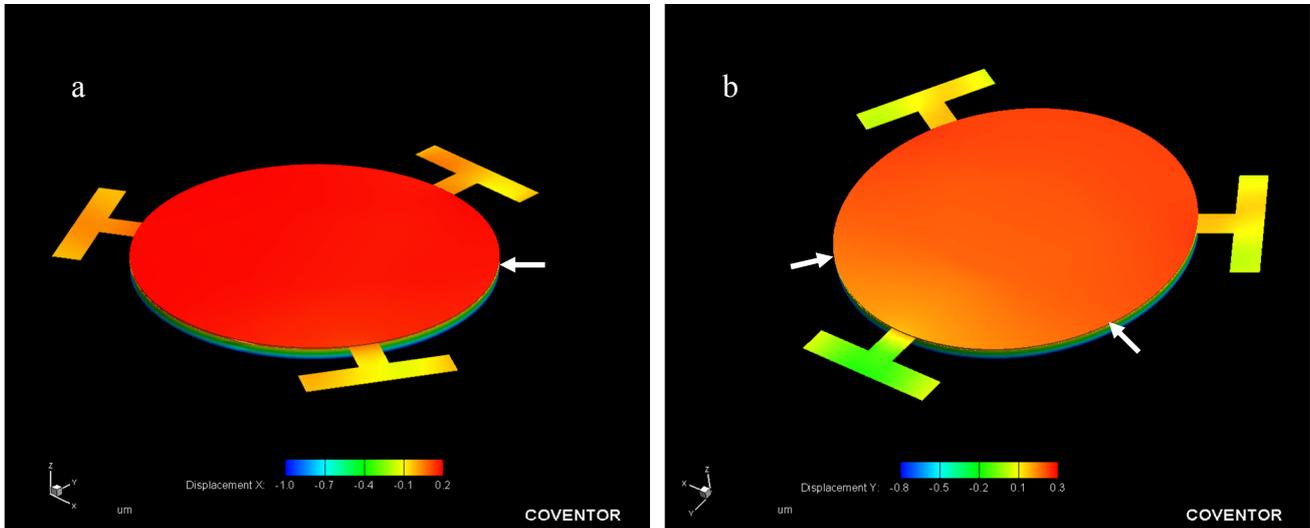 a
Z
Y
X
Displacement X: -1.0 -0.7 -0.4 -0.1 0.2
um
COVENTOR
b
Z
X
Y
Displacement Y: -0.8 -0.5 -0.2 0.1 0.3
um
COVENTOR